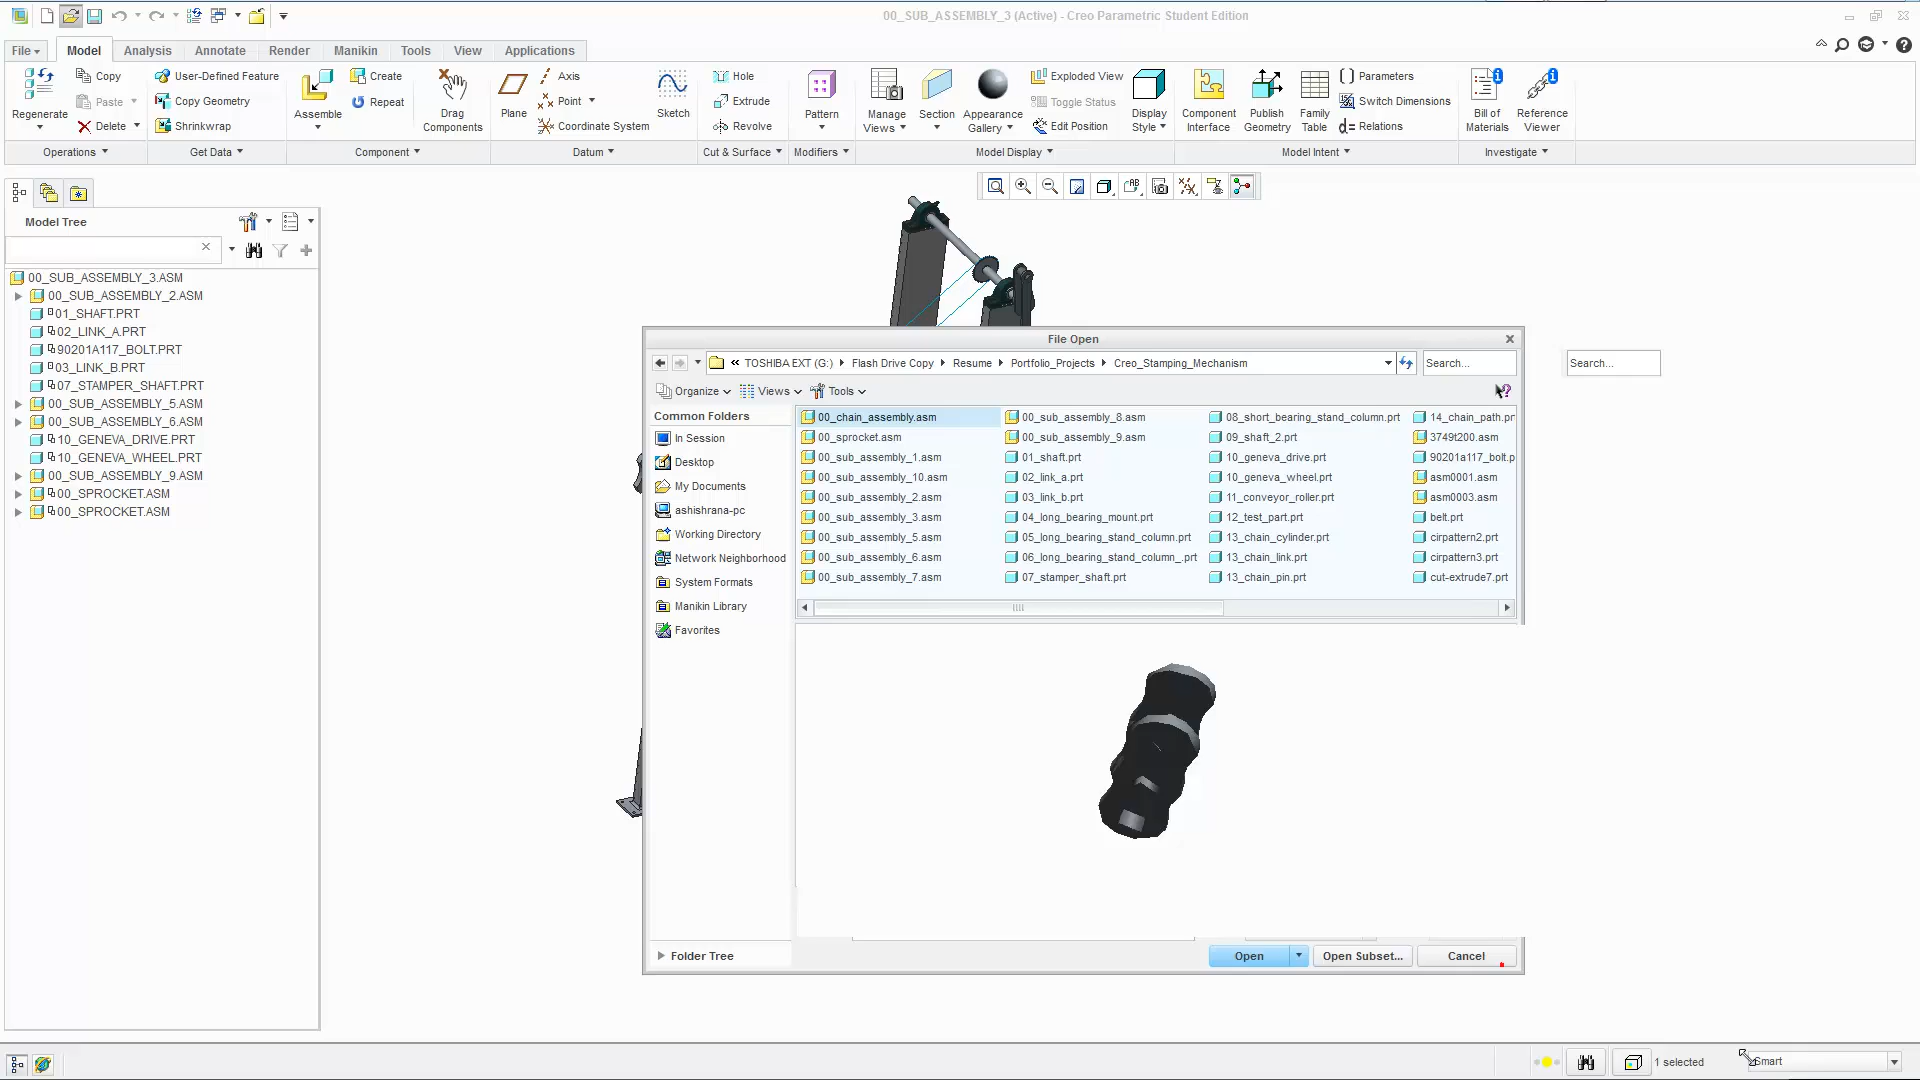 00_SUB_ASSEMBLY_3 (Active) - Creo Parametric Student Edition
File Model Analysis Annotate Render Manikin Tools View Applications
Regenerate
Copy
Paste
Delete
Operations
User-Defined Feature
Copy Geometry
Shrinkwrap
Get Data
Assemble
Create
Repeat
Drag
Components
Component
Plane
Axis
Point
Coordinate System
Sketch
Datum
Hole
Extrude
Revolve
Cut & Surface
Pattern
Modifiers
Manage
Views
Section
Appearance
Gallery
Exploded View
Toggle Status
Edit Position
Display
Style
Model Display
Component
Interface
Publish
Geometry
Family
Table
Parameters
Switch Dimensions
Relations
Model Intent
Bill of
Materials
Reference
Viewer
Investigate
Model Tree
00_SUB_ASSEMBLY_3.ASM
00_SUB_ASSEMBLY_2.ASM
01_SHAFT.PRT
02_LINK_A.PRT
90201A117_BOLT.PRT
03_LINK_B.PRT
07_STAMPER_SHAFT.PRT
00_SUB_ASSEMBLY_5.ASM
00_SUB_ASSEMBLY_6.ASM
10_GENEVA_DRIVE.PRT
10_GENEVA_WHEEL.PRT
00_SUB_ASSEMBLY_9.ASM
00_SPROCKET.ASM
00_SPROCKET.ASM
File Open
TOSHIBA EXT (G:) Flash Drive Copy Resume Portfolio_Projects Creo_Stamping_Mechanism
Search...
Search...
Organize Views Tools
Common Folders
In Session
Desktop
My Documents
ashishrana-pc
Working Directory
Network Neighborhood
System Formats
Manikin Library
Favorites
Folder Tree
00_chain_assembly.asm
00_sprocket.asm
00_sub_assembly_1.asm
00_sub_assembly_10.asm
00_sub_assembly_2.asm
00_sub_assembly_3.asm
00_sub_assembly_5.asm
00_sub_assembly_6.asm
00_sub_assembly_7.asm
00_sub_assembly_8.asm
00_sub_assembly_9.asm
01_shaft.prt
02_link_a.prt
03_link_b.prt
04_long_bearing_mount.prt
05_long_bearing_stand_column.prt
06_long_bearing_stand_column_.prt
07_stamper_shaft.prt
08_short_bearing_stand_column.prt
09_shaft_2.prt
10_geneva_drive.prt
10_geneva_wheel.prt
11_conveyor_roller.prt
12_test_part.prt
13_chain_cylinder.prt
13_chain_link.prt
13_chain_pin.prt
14_chain_path.pr
3749t200.asm
90201a117_bolt.p
asm0001.asm
asm0003.asm
belt.prt
cirpattern2.prt
cirpattern3.prt
cut-extrude7.prt
Open Open Subset... Cancel
1 selected
Smart